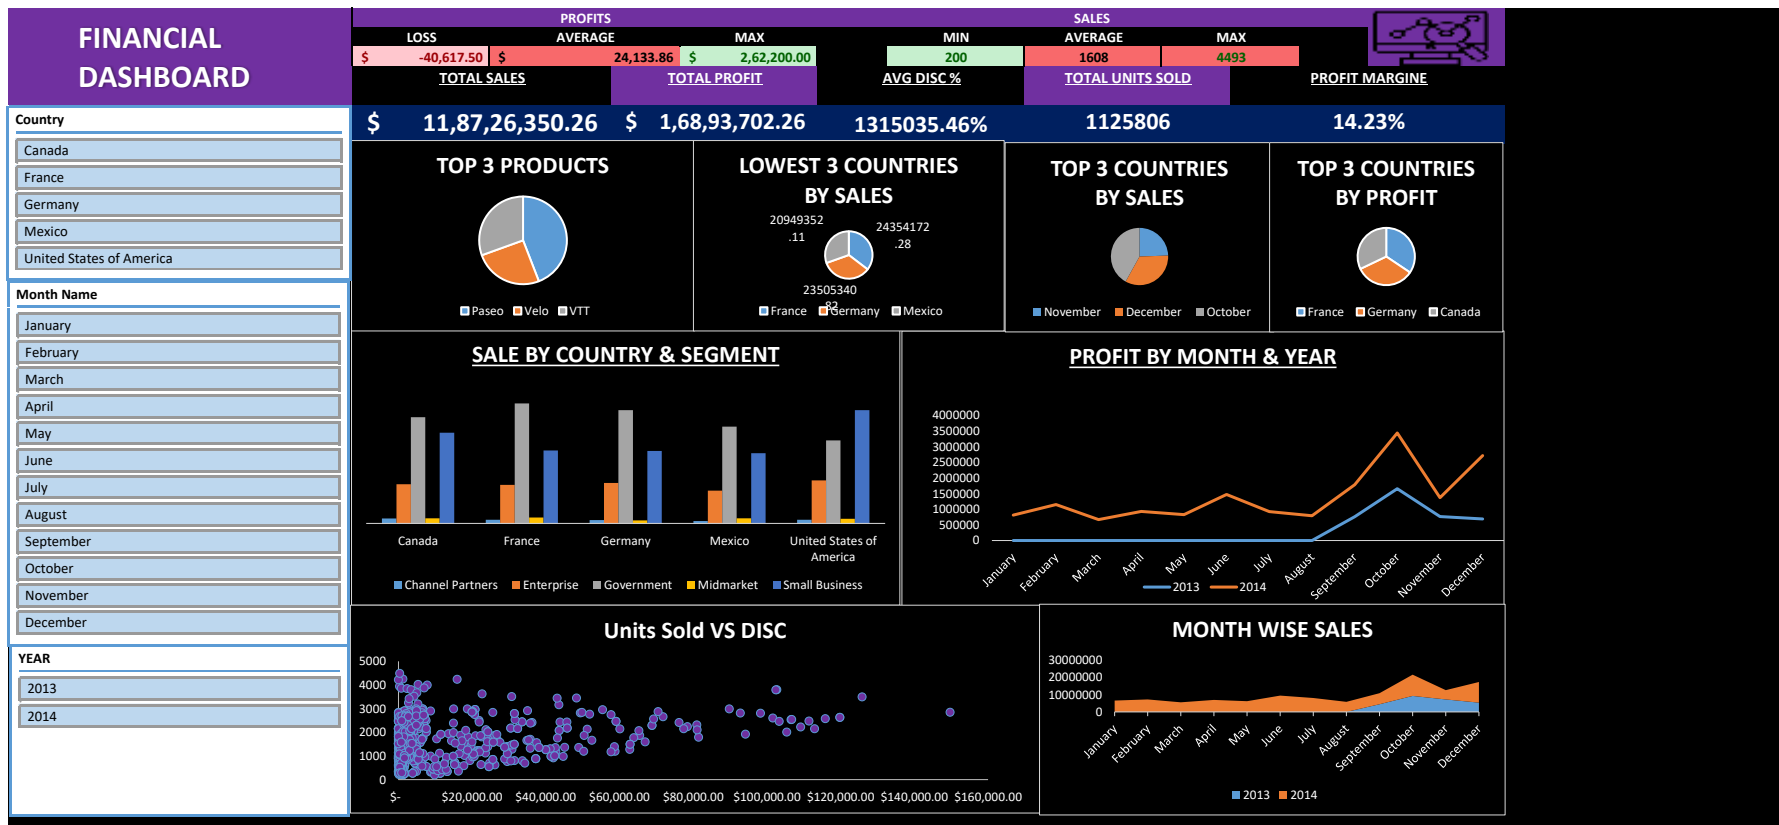 FINANCIAL
DASHBOARD
PROFITS
SALES
LOSS
AVERAGE
MAX
MIN
AVERAGE
MAX
$ -40,617.50
$ 24,133.86
$ 2,62,200.00
200
1608
4493
TOTAL SALES
TOTAL PROFIT
AVG DISC %
TOTAL UNITS SOLD
PROFIT MARGINE
$ 11,87,26,350.26
$ 1,68,93,702.26
1315035.46%
1125806
14.23%
Country
Canada
France
Germany
Mexico
United States of America
Month Name
January
February
March
April
May
June
July
August
September
October
November
December
YEAR
2013
2014
TOP 3 PRODUCTS
Paseo Velo VTT
LOWEST 3 COUNTRIES
BY SALES
20949352
.11
24354172
.28
23505340
.82
France Germany Mexico
TOP 3 COUNTRIES
BY SALES
November December October
TOP 3 COUNTRIES
BY PROFIT
France Germany Canada
SALE BY COUNTRY & SEGMENT
Canada
France
Germany
Mexico
United States of
America
Channel Partners Enterprise Government Midmarket Small Business
PROFIT BY MONTH & YEAR
4000000
3500000
3000000
2500000
2000000
1500000
1000000
500000
0
January
February
March
April
May
June
July
August
September
October
November
December
2013 2014
Units Sold VS DISC
5000
4000
3000
2000
1000
0
$- $20,000.00 $40,000.00 $60,000.00 $80,000.00 $100,000.00 $120,000.00 $140,000.00 $160,000.00
MONTH WISE SALES
30000000
20000000
10000000
0
January
February
March
April
May
June
July
August
September
October
November
December
2013 2014